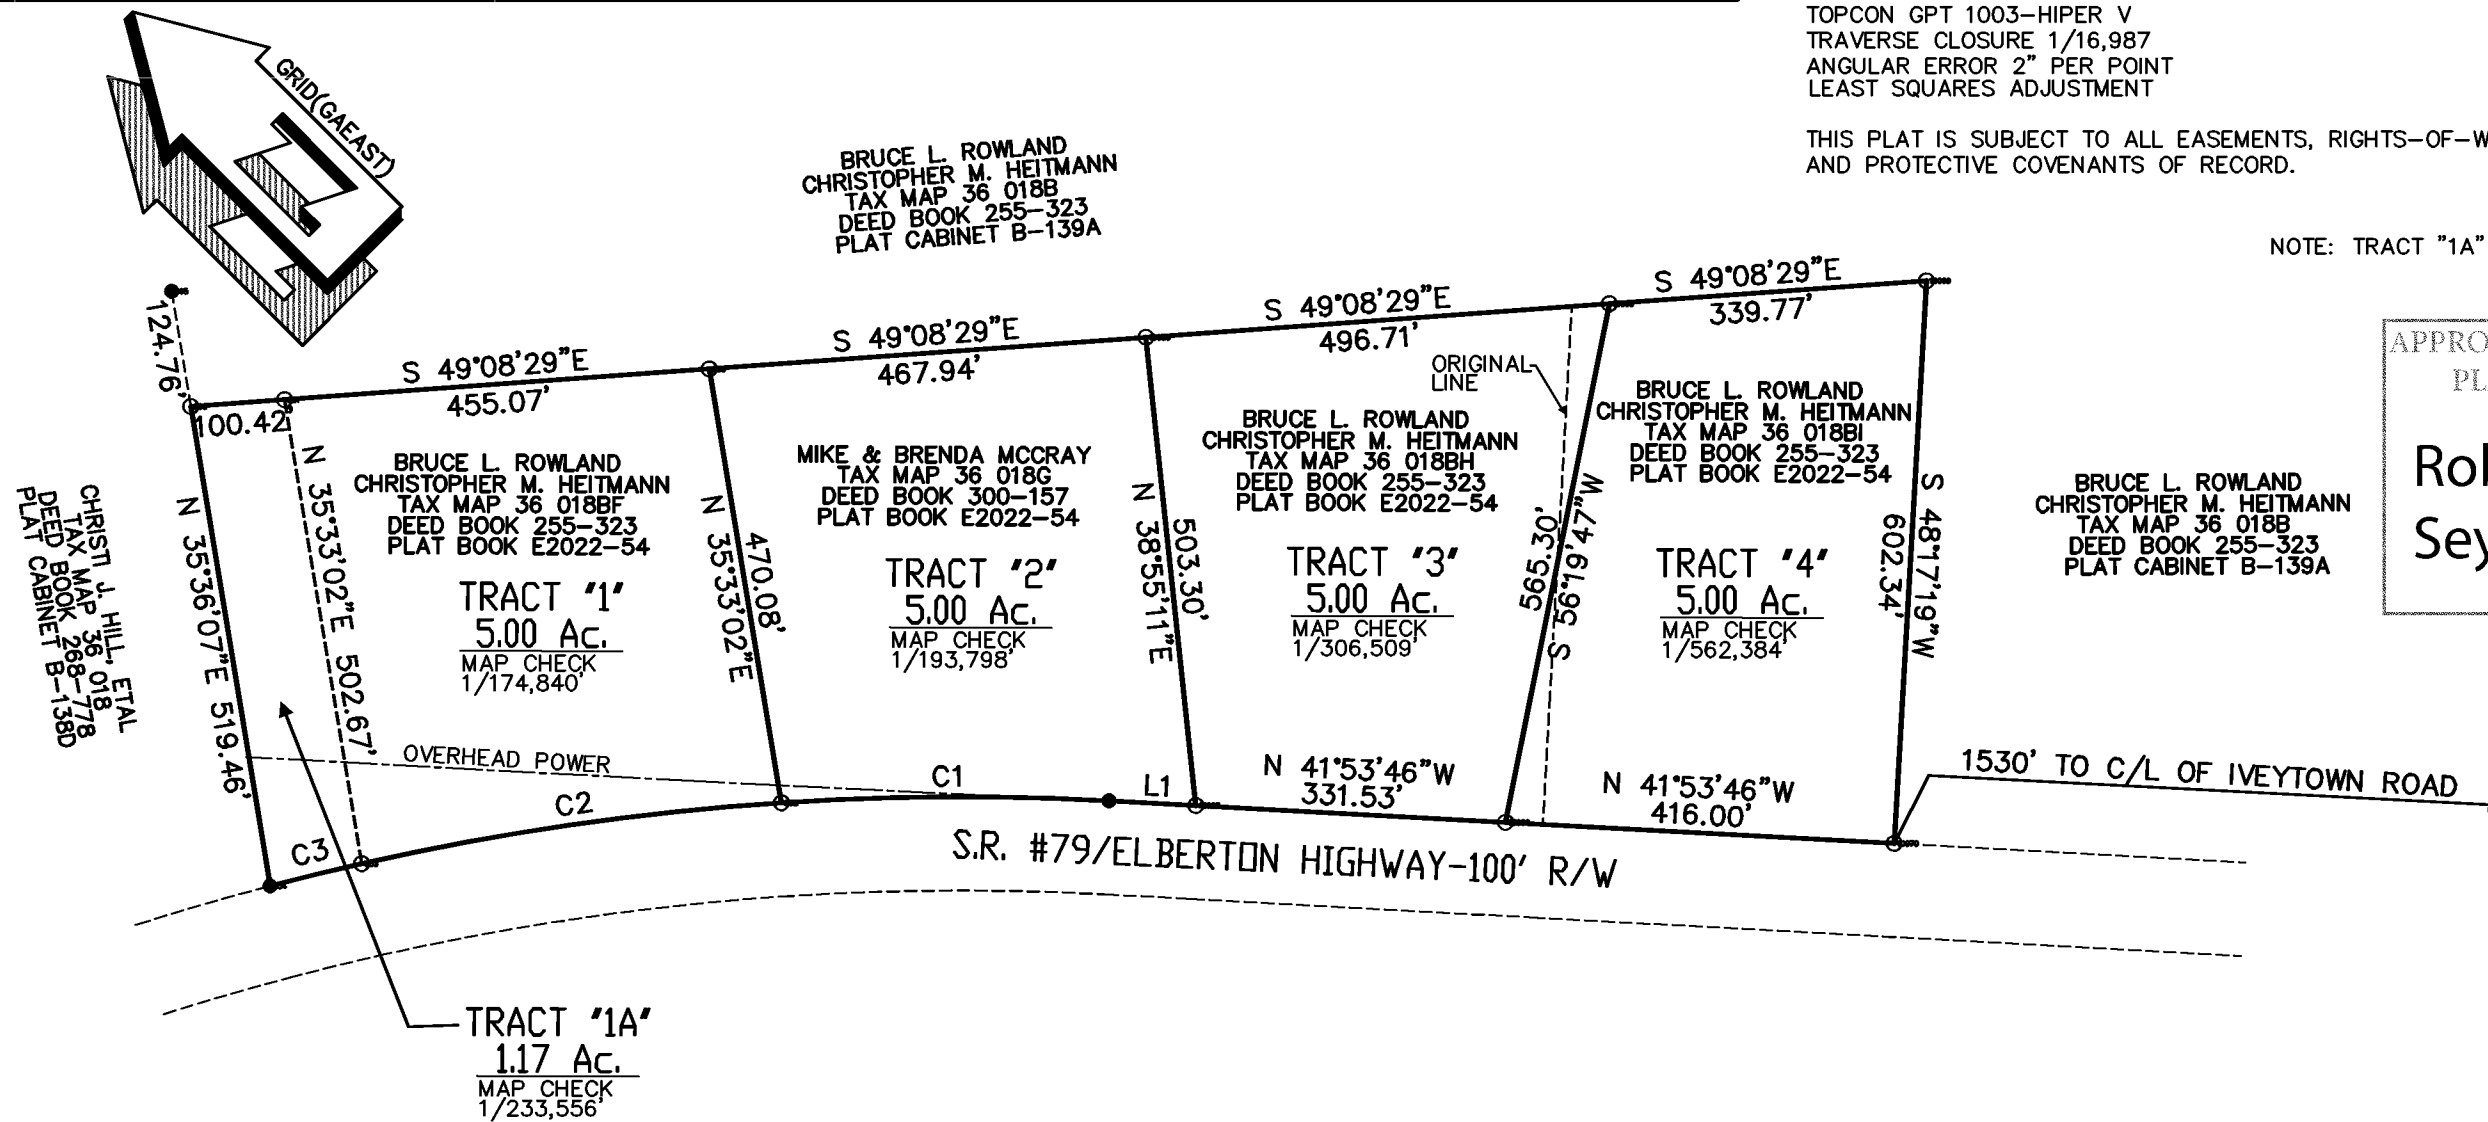 TOPCON GPT 1003-HIPER V
TRAVERSE CLOSURE 1/16,987
ANGULAR ERROR 2" PER POINT
LEAST SQUARES ADJUSTMENT
THIS PLAT IS SUBJECT TO ALL EASEMENTS, RIGHTS-OF-W
AND PROTECTIVE COVENANTS OF RECORD.
NOTE: TRACT "1A"
GRID(GAEAST)
BRUCE L. ROWLAND
CHRISTOPHER M. HEITMANN
TAX MAP 36 018B
DEED BOOK 255-323
PLAT CABINET B-139A
124.76'
100.42'
S 49°08'29"E
455.07'
S 49°08'29"E
467.94'
S 49°08'29"E
496.71'
S 49°08'29"E
339.77'
ORIGINAL
LINE
APPRO
PL
Rol
Sey
CHRISTI J. HILL, ETAL
TAX MAP 36 018
DEED BOOK 268-778
PLAT CABINET B-138D
N 35°36'07"E 519.46'
N 35°33'02"E 502.67'
BRUCE L. ROWLAND
CHRISTOPHER M. HEITMANN
TAX MAP 36 018BF
DEED BOOK 255-323
PLAT BOOK E2022-54
TRACT "1"
5.00 Ac.
MAP CHECK
1/174,840'
N 35°33'02"E
470.08'
MIKE & BRENDA MCCRAY
TAX MAP 36 018G
DEED BOOK 300-157
PLAT BOOK E2022-54
TRACT "2"
5.00 Ac.
MAP CHECK
1/193,798'
N 38°55'11"E
503.30'
BRUCE L. ROWLAND
CHRISTOPHER M. HEITMANN
TAX MAP 36 018BH
DEED BOOK 255-323
PLAT BOOK E2022-54
TRACT "3"
5.00 Ac.
MAP CHECK
1/306,509'
565.30'
S 56°19'47"W
BRUCE L. ROWLAND
CHRISTOPHER M. HEITMANN
TAX MAP 36 018BI
DEED BOOK 255-323
PLAT BOOK E2022-54
TRACT "4"
5.00 Ac.
MAP CHECK
1/562,384'
602.34'
S 48°17'19"W
BRUCE L. ROWLAND
CHRISTOPHER M. HEITMANN
TAX MAP 36 018B
DEED BOOK 255-323
PLAT CABINET B-139A
OVERHEAD POWER
C3
C2
C1
L1
N 41°53'46"W
331.53'
N 41°53'46"W
416.00'
1530' TO C/L OF IVEYTOWN ROAD
S.R. #79/ELBERTON HIGHWAY-100' R/W
TRACT "1A"
1.17 Ac.
MAP CHECK
1/233,556'